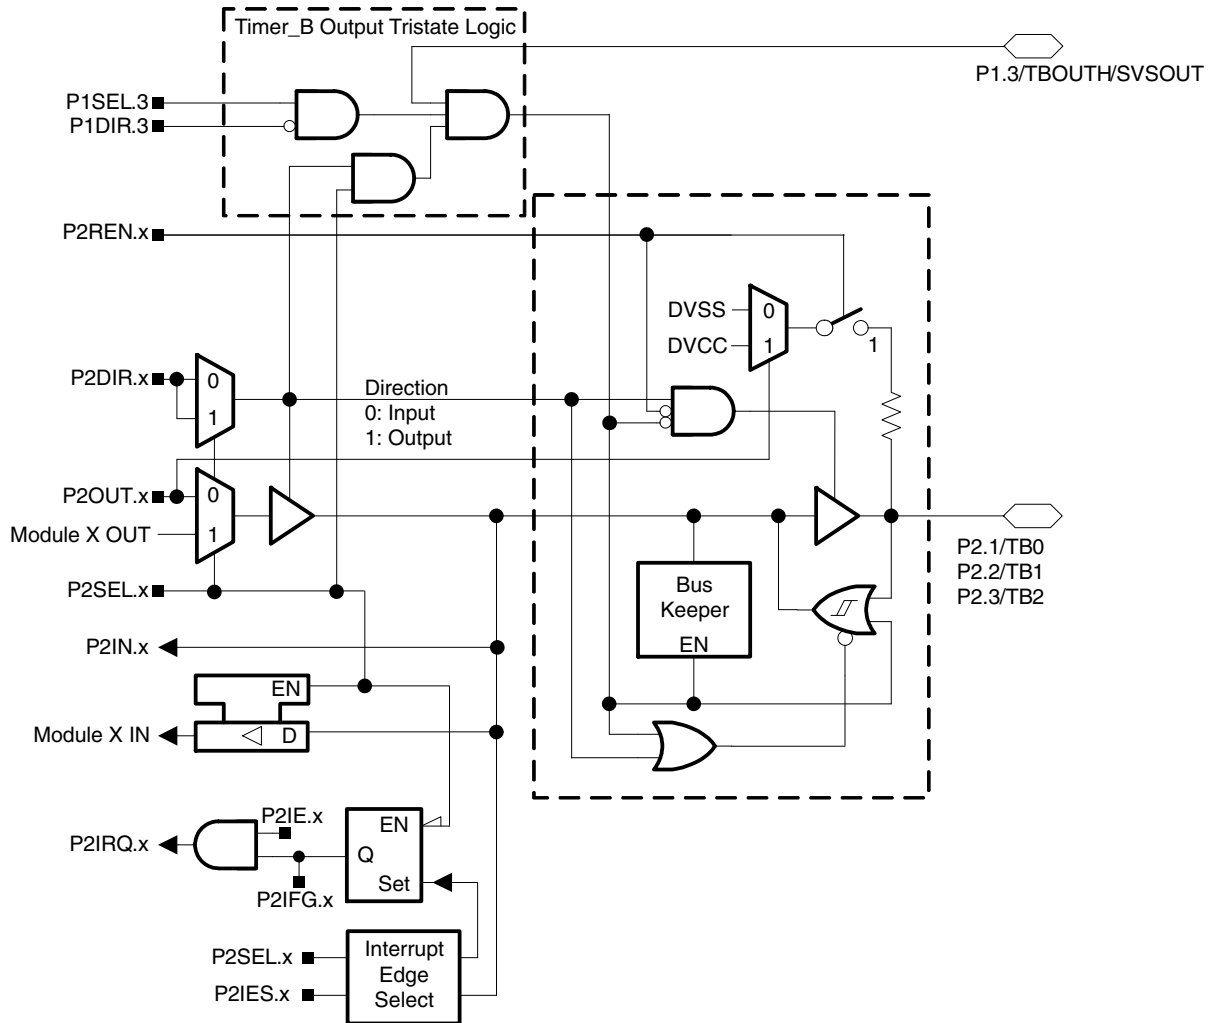 Timer_B Output Tristate Logic
P1.3/TBOUTH/SVSOUT
P1SEL.3
P1DIR.3
P2REN.x
DVSS
0
DVCC
1
1
P2DIR.x
0
1
Direction
0: Input
1: Output
P2OUT.x
0
Module X OUT
1
P2.1/TB0
P2.2/TB1
P2.3/TB2
P2SEL.x
Bus
Keeper
EN
P2IN.x
EN
Module X IN
D
P2IE.x
P2IRQ.x
EN
Q
Set
P2IFG.x
P2SEL.x
P2IES.x
Interrupt
Edge
Select